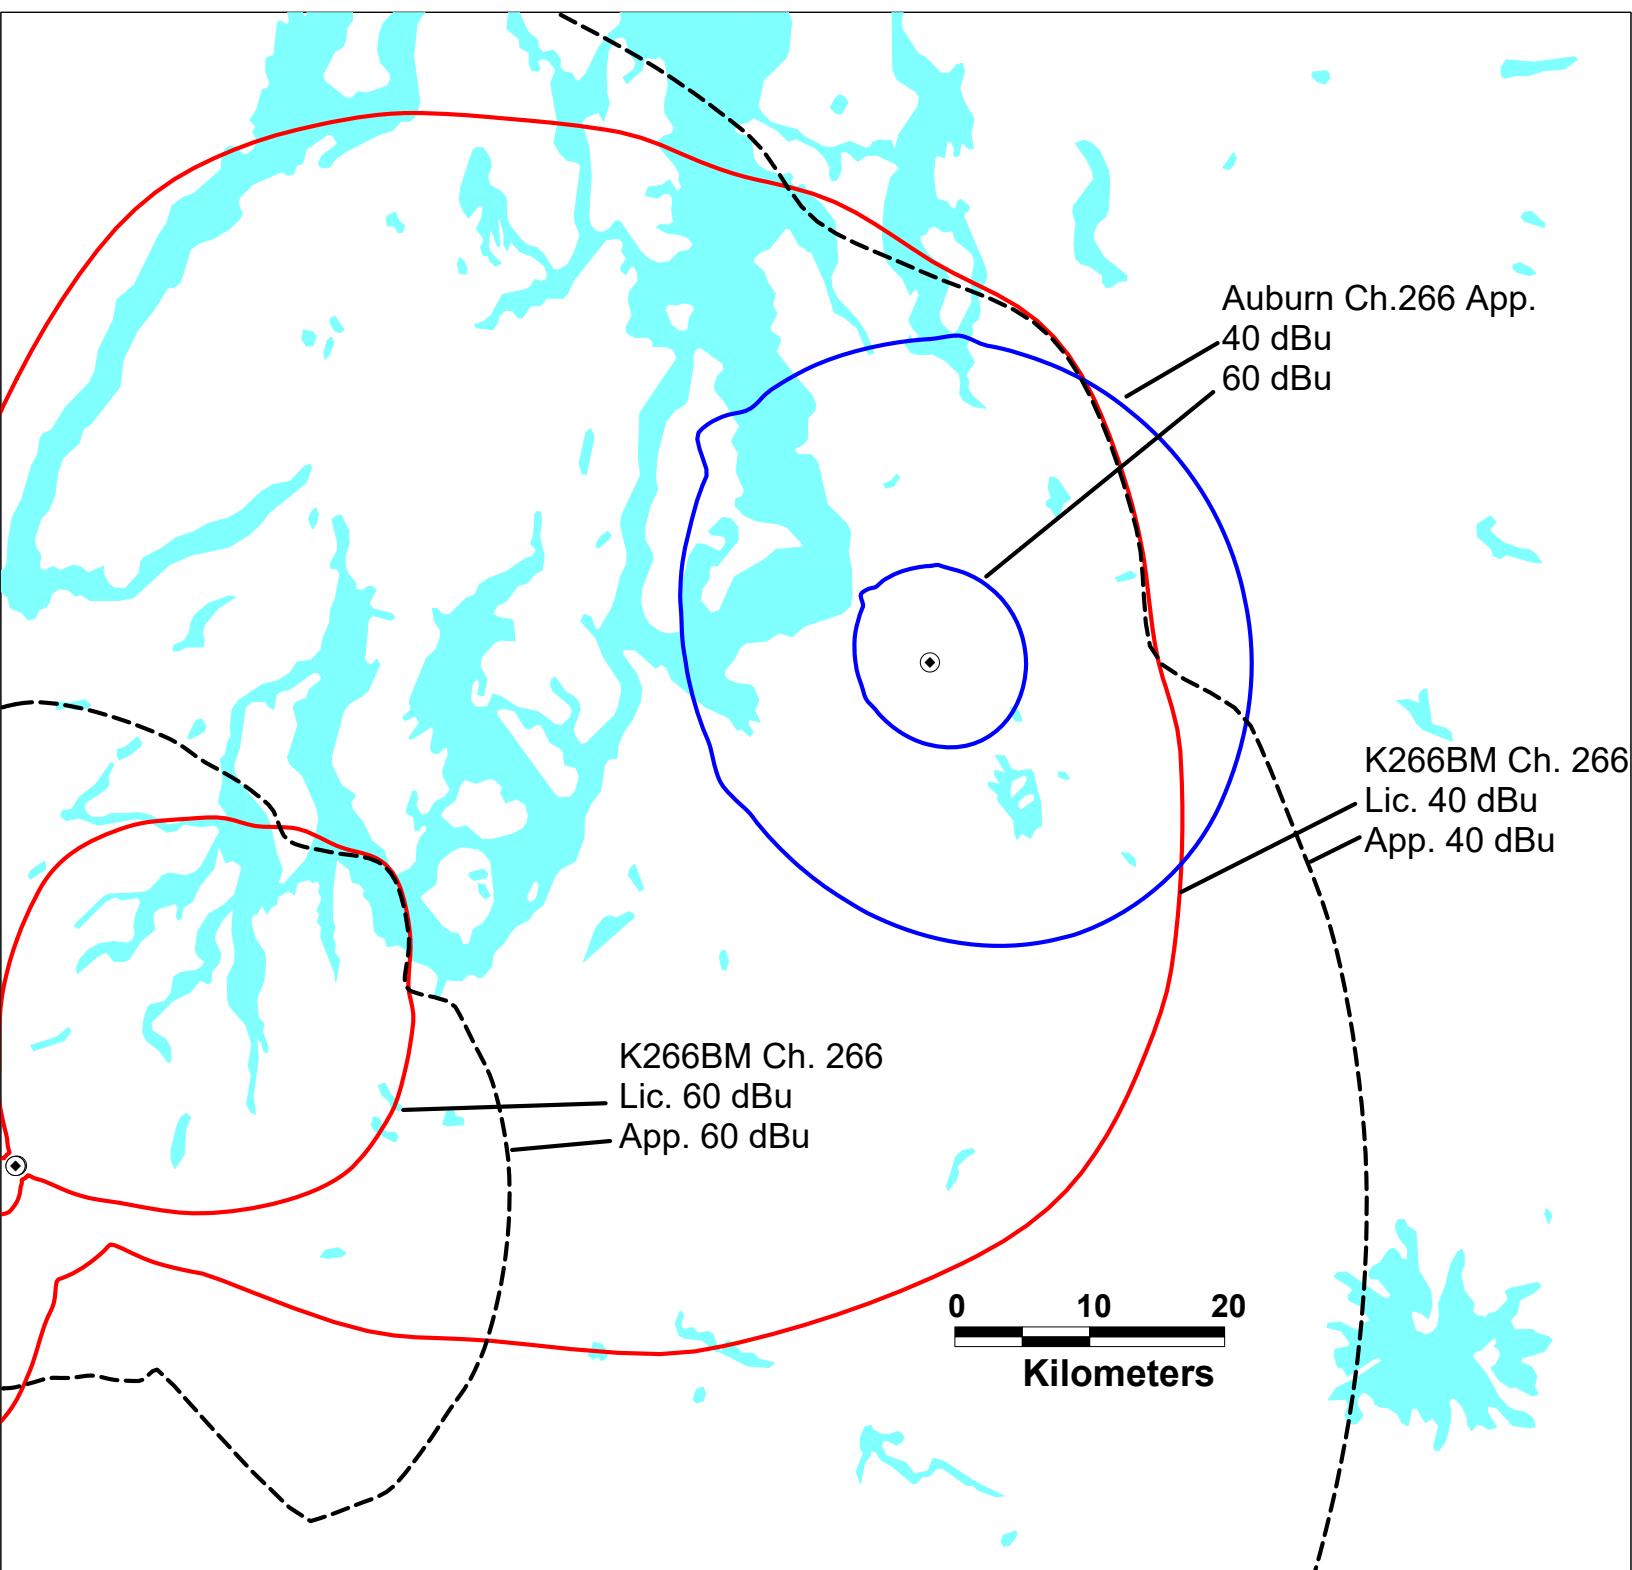 Auburn Ch.266 App.
40 dBu
60 dBu
K266BM Ch. 266
Lic. 40 dBu
App. 40 dBu
K266BM Ch. 266
Lic. 60 dBu
App. 60 dBu
0 10 20
Kilometers